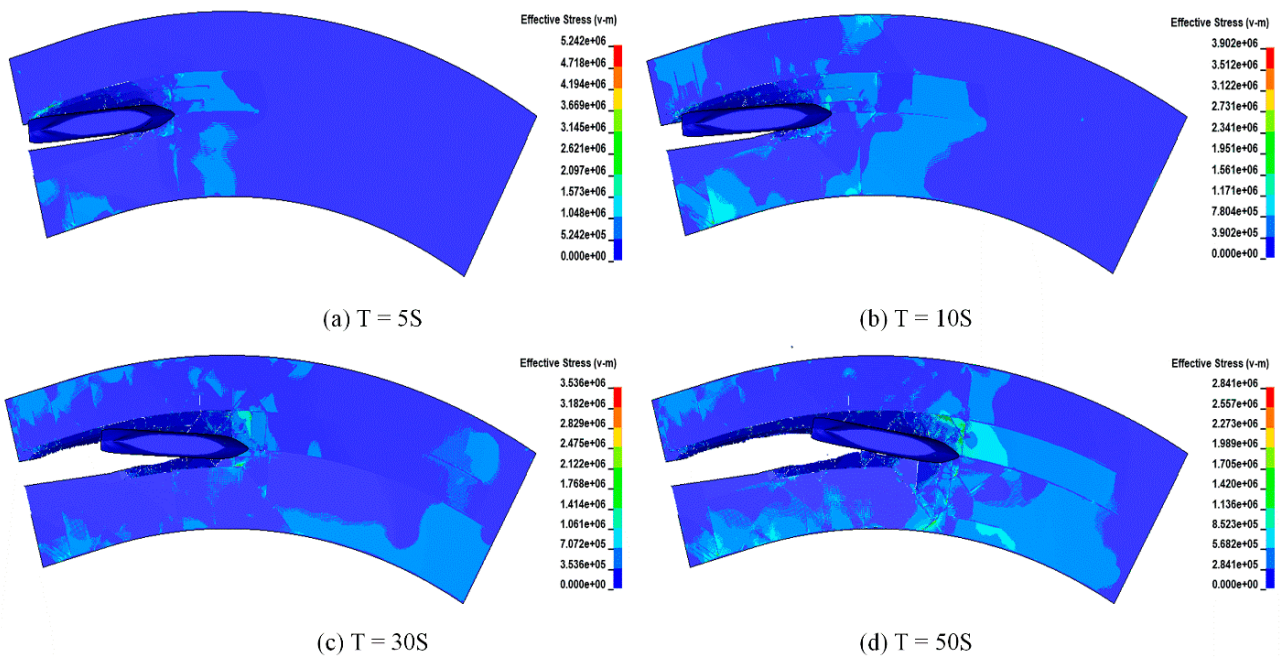 Effective Stress (v-m)
5.242e+06
4.718e+06
4.194e+06
3.669e+06
3.145e+06
2.621e+06
2.097e+06
1.573e+06
1.048e+06
5.242e+05
0.000e+00
(a) T = 5S
Effective Stress (v-m)
3.902e+06
3.512e+06
3.122e+06
2.731e+06
2.341e+06
1.951e+06
1.561e+06
1.171e+06
7.804e+05
3.902e+05
0.000e+00
(b) T = 10S
Effective Stress (v-m)
3.536e+06
3.182e+06
2.829e+06
2.475e+06
2.122e+06
1.768e+06
1.414e+06
1.061e+06
7.072e+05
3.536e+05
0.000e+00
(c) T = 30S
Effective Stress (v-m)
2.841e+06
2.557e+06
2.273e+06
1.989e+06
1.705e+06
1.420e+06
1.136e+06
8.523e+05
5.682e+05
2.841e+05
0.000e+00
(d) T = 50S